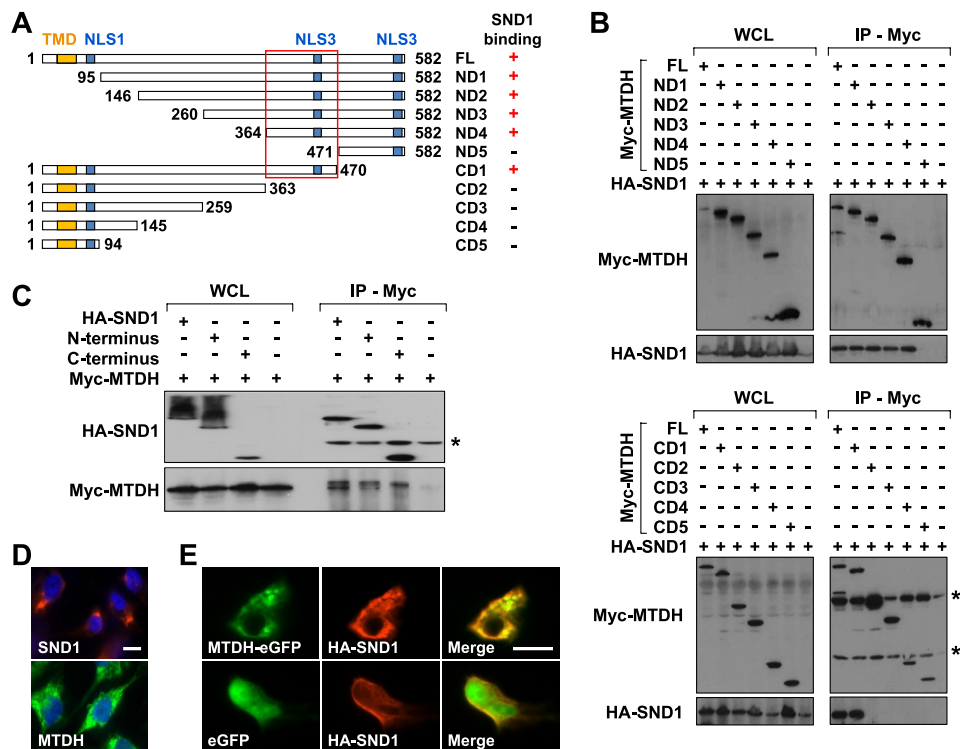 A
SND1
binding
TMD NLS1 NLS3 NLS3
1 582 FL +
95 582 ND1 +
146 582 ND2 +
260 582 ND3 +
364 582 ND4 +
471 582 ND5 -
1 470 CD1 +
1 363 CD2 -
1 259 CD3 -
1 145 CD4 -
1 94 CD5 -
B
WCL IP - Myc
Myc-MTDH
FL + - - - - - - + - - - - - -
ND1 - + - - - - - - + - - - - -
ND2 - - + - - - - - - + - - - -
ND3 - - - + - - - - - - + - - -
ND4 - - - - + - - - - - - + - -
ND5 - - - - - + - - - - - - + -
HA-SND1 + + + + + + + + + + + + + +
Myc-MTDH
HA-SND1
WCL IP - Myc
Myc-MTDH
FL + - - - - - - + - - - - - -
CD1 - + - - - - - - + - - - - -
CD2 - - + - - - - - - + - - - -
CD3 - - - + - - - - - - + - - -
CD4 - - - - + - - - - - - + - -
CD5 - - - - - + - - - - - - + -
HA-SND1 + + + + + + + + + + + + + +
Myc-MTDH
*
*
HA-SND1
C
WCL IP - Myc
HA-SND1 + - - - + - - -
N-terminus - + - - - + - -
C-terminus - - + - - - + -
Myc-MTDH + + + + + + + +
HA-SND1
*
Myc-MTDH
D
SND1
MTDH
E
MTDH-eGFP HA-SND1 Merge
eGFP HA-SND1 Merge